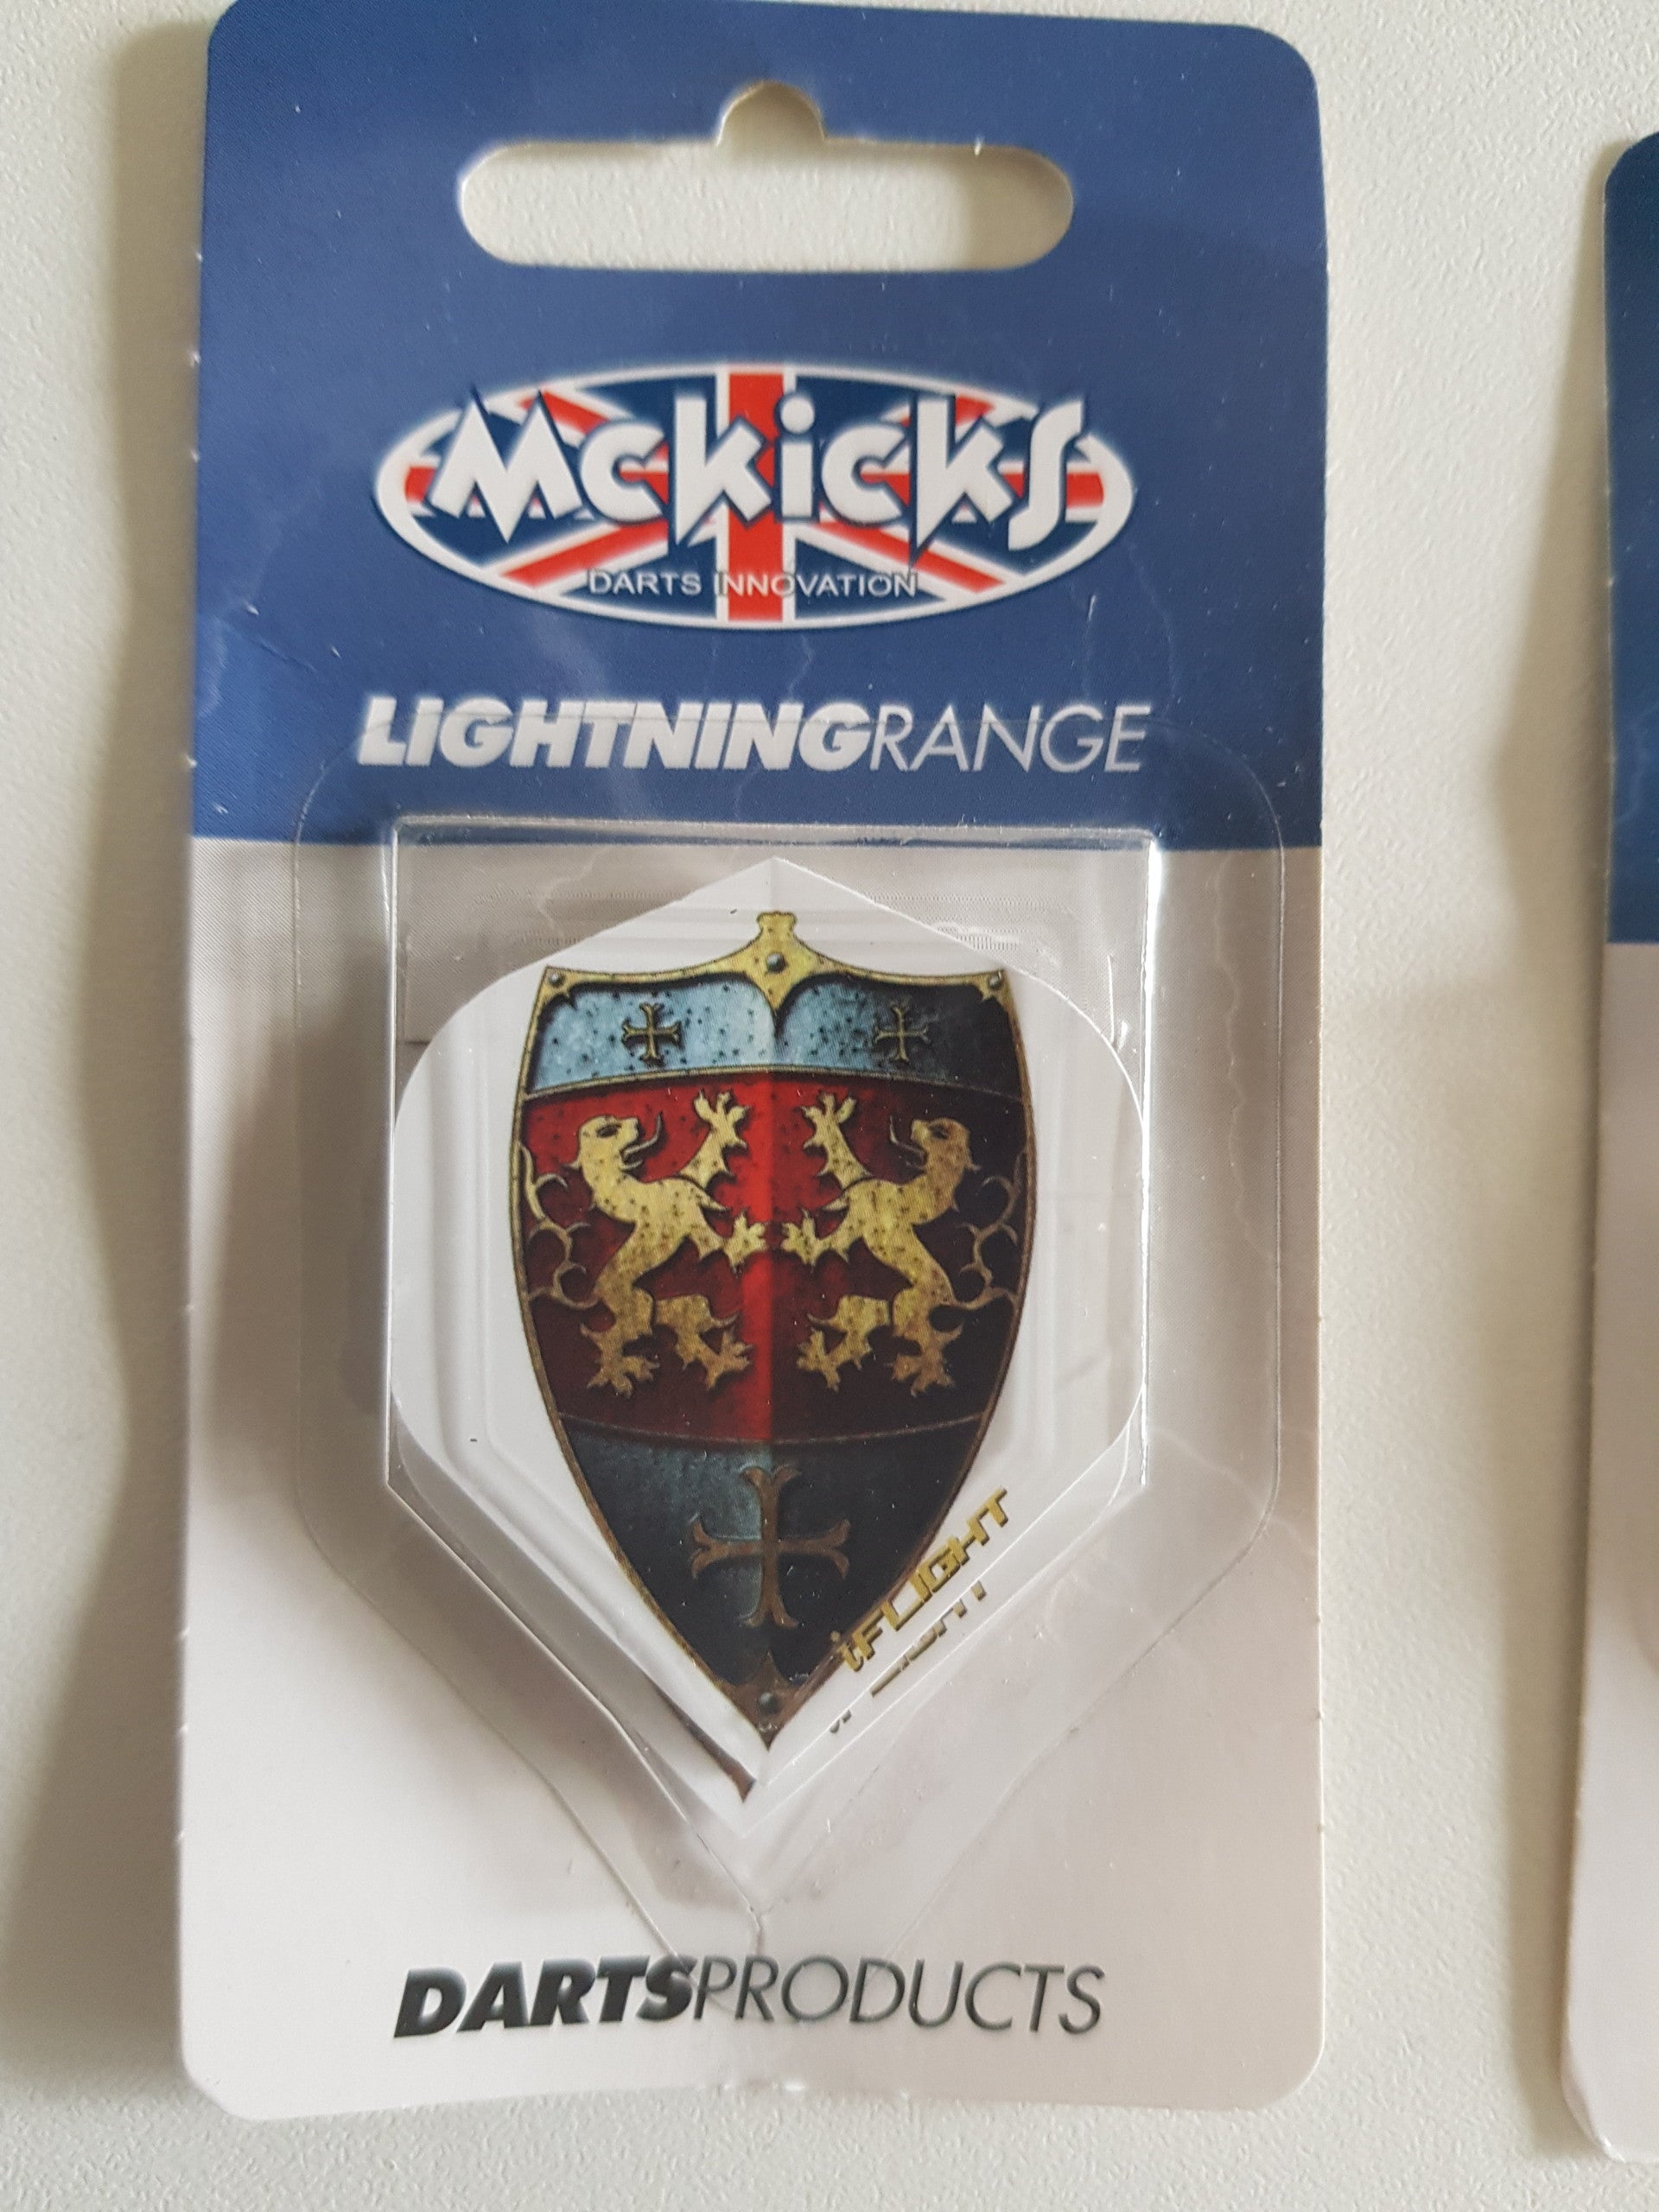 Mckicks
DARTS INNOVATION
LIGHTNINGRANGE
iFLIGHT
DARTSPRODUCTS